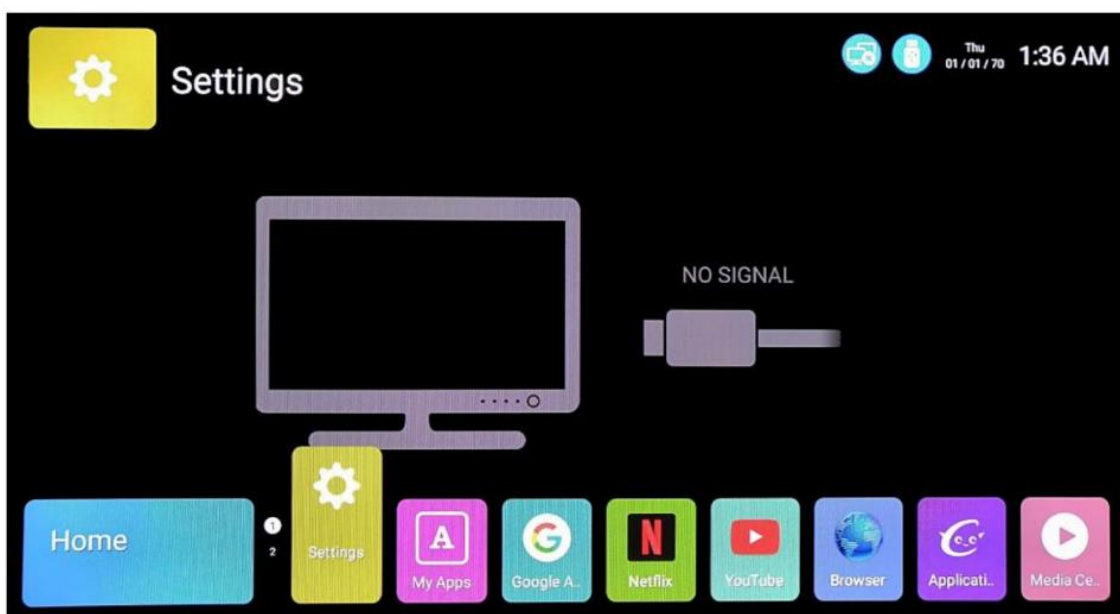 Settings
Thu
01 / 01 / 70
1:36 AM
NO SIGNAL
Home
1
2
Settings
A
My Apps
G
Google A..
N
Netflix
YouTube
Browser
Applicati..
Media Ce..